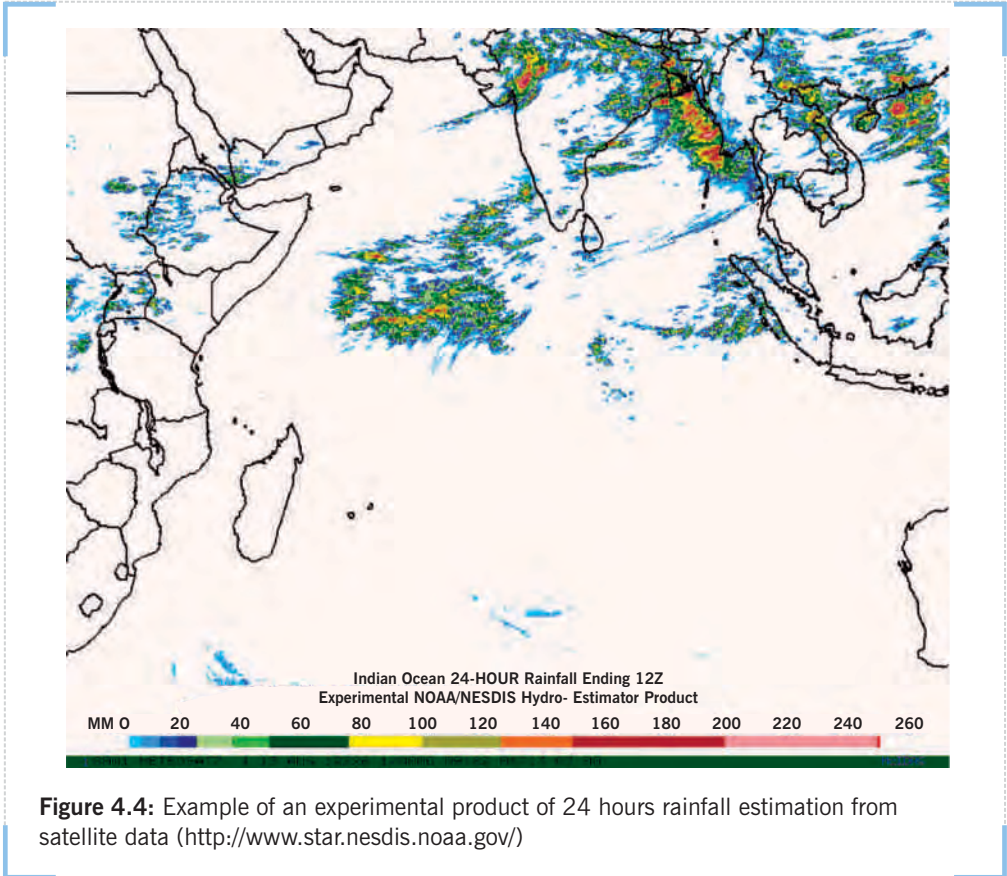 Indian Ocean 24-HOUR Rainfall Ending 12Z
Experimental NOAA/NESDIS Hydro- Estimator Product
MM 0 20 40 60 80 100 120 140 160 180 200 220 240 260
Figure 4.4: Example of an experimental product of 24 hours rainfall estimation from
satellite data (http://www.star.nesdis.noaa.gov/)